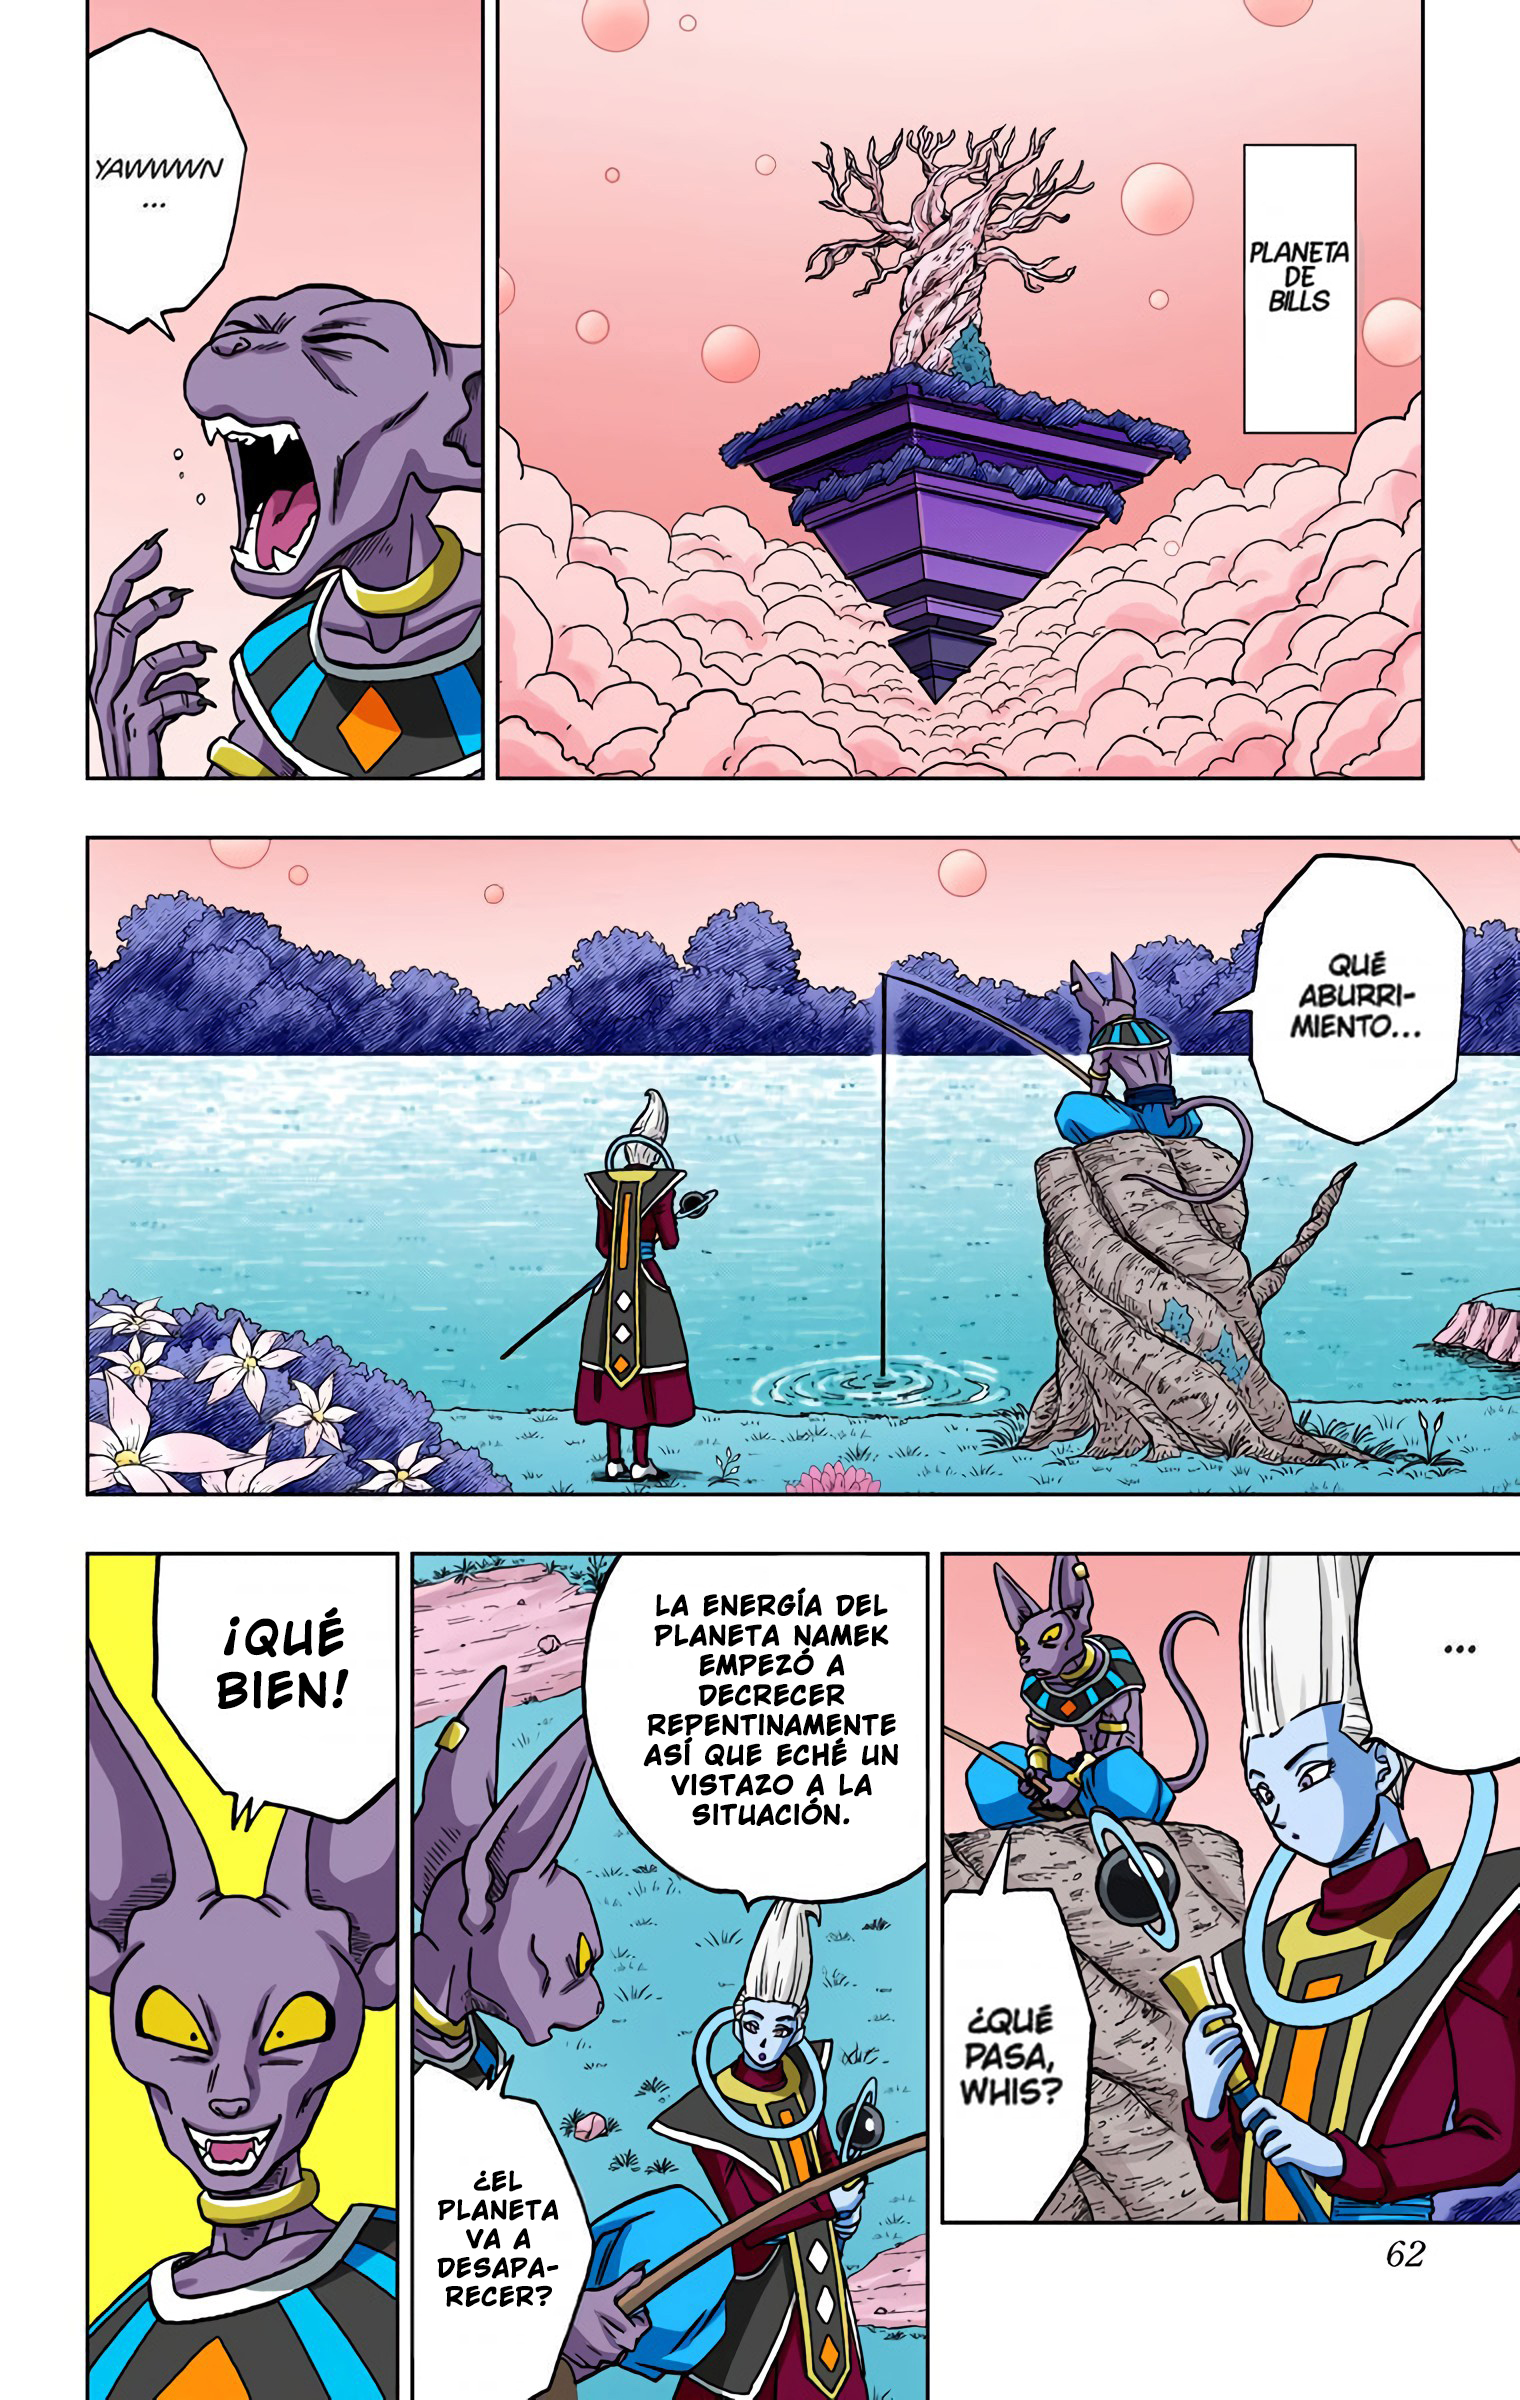 PLANETA
DE
BILLS
YAWWWN
...
QUÉ
ABURRI-
MIENTO...
...
¿QUÉ
PASA,
WHIS?
LA ENERGÍA DEL
PLANETA NAMEK
EMPEZÓ A
DECRECER
REPENTINAMENTE
ASÍ QUE ECHÉ UN
VISTAZO A LA
SITUACIÓN.
¿EL
PLANETA
VA A
DESAPA-
RECER?
¡QUÉ
BIEN!
62